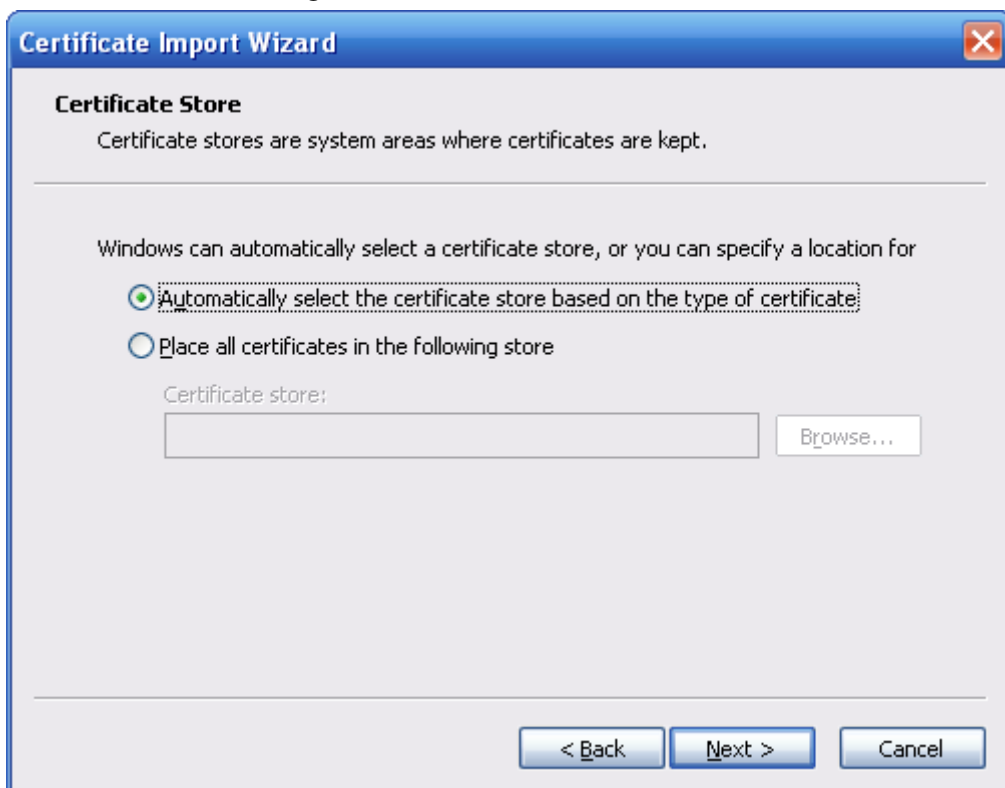 Certificate Import Wizard
Certificate Store
Certificate stores are system areas where certificates are kept.
Windows can automatically select a certificate store, or you can specify a location for
Automatically select the certificate store based on the type of certificate
Place all certificates in the following store
Certificate store:
Browse...
< Back
Next >
Cancel